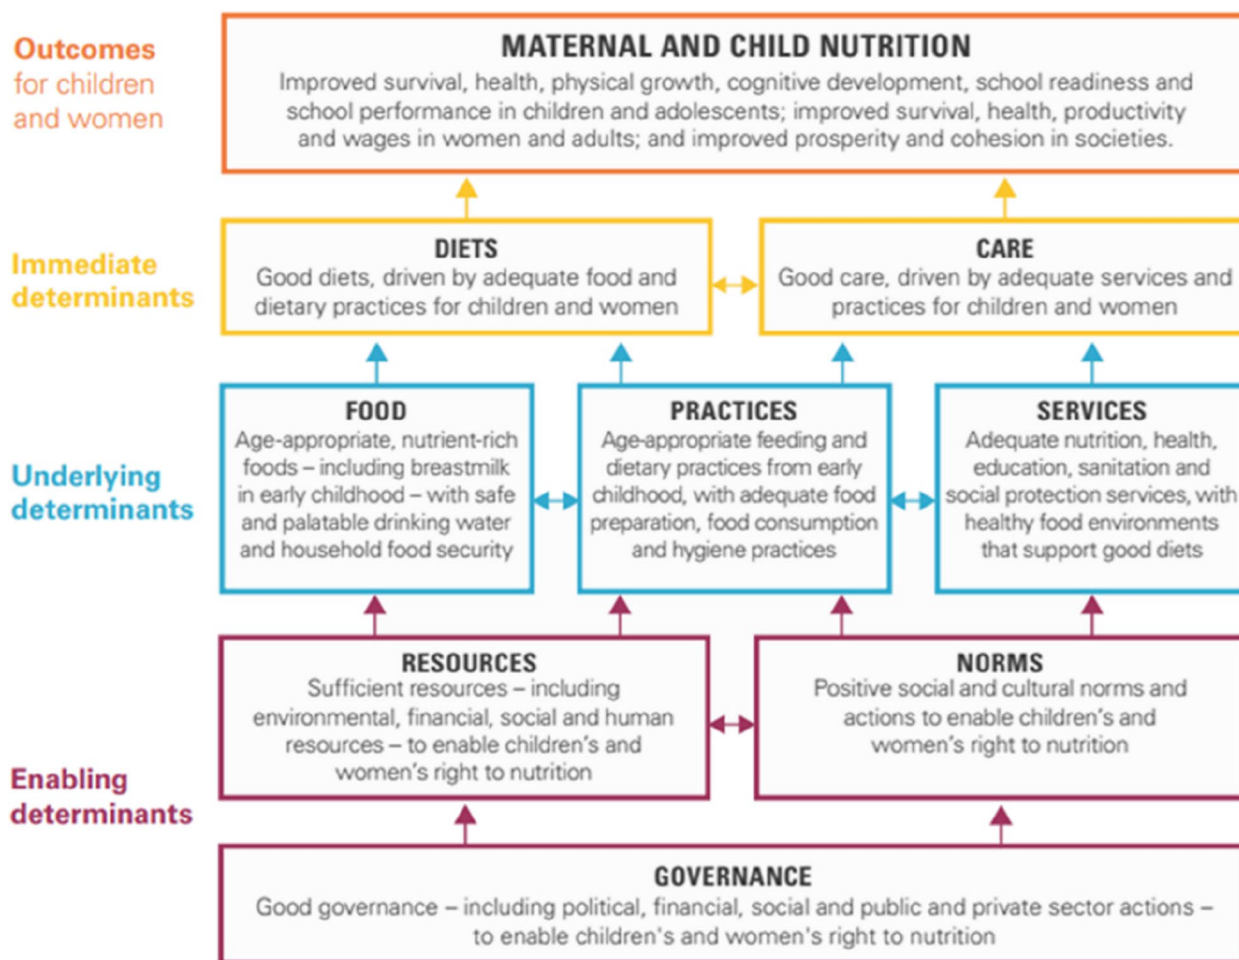 Outcomes
for children
and women
MATERNAL AND CHILD NUTRITION
Improved survival, health, physical growth, cognitive development, school readiness and
school performance in children and adolescents; improved survival, health, productivity
and wages in women and adults; and improved prosperity and cohesion in societies.
Immediate
determinants
DIETS
Good diets, driven by adequate food and
dietary practices for children and women
CARE
Good care, driven by adequate services and
practices for children and women
Underlying
determinants
FOOD
Age-appropriate, nutrient-rich
foods – including breastmilk
in early childhood – with safe
and palatable drinking water
and household food security
PRACTICES
Age-appropriate feeding and
dietary practices from early
childhood, with adequate food
preparation, food consumption
and hygiene practices
SERVICES
Adequate nutrition, health,
education, sanitation and
social protection services, with
healthy food environments
that support good diets
Enabling
determinants
RESOURCES
Sufficient resources – including
environmental, financial, social and human
resources – to enable children's and
women's right to nutrition
NORMS
Positive social and cultural norms and
actions to enable children's and
women's right to nutrition
GOVERNANCE
Good governance – including political, financial, social and public and private sector actions –
to enable children's and women's right to nutrition